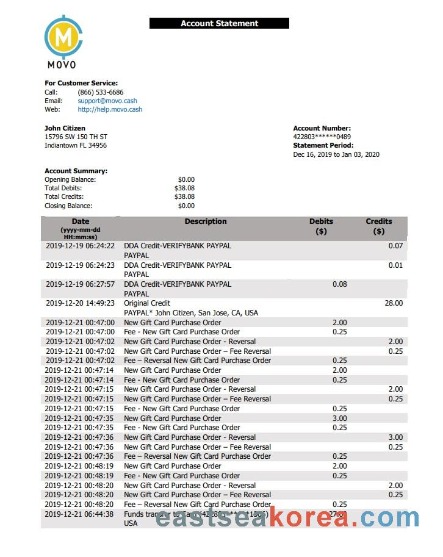 Account Statement
M
MOVO
For Customer Service:
Call: (866) 533-6686
Email: support@movo.cash
Web: http://help.movo.cash
John Citizen
15796 SW 150 TH ST
Indiantown FL 34956
Account Number:
422803******0489
Statement Period:
Dec 16, 2019 to Jan 03, 2020
Account Summary:
Opening Balance: $0.00
Total Debits: $38.08
Total Credits: $38.08
Closing Balance: $0.00
Date (yyyy-mm-dd HH:mm:ss) Description Debits ($) Credits ($)
2019-12-19 06:24:22 DDA Credit-VERIFYBANK PAYPAL 0.07
PAYPAL
2019-12-19 06:24:23 DDA Credit-VERIFYBANK PAYPAL 0.01
PAYPAL
2019-12-19 06:27:57 DDA Credit-VERIFYBANK PAYPAL 0.08
PAYPAL
2019-12-20 14:49:23 Original Credit 28.00
PAYPAL* John Citizen, San Jose, CA, USA
2019-12-21 00:47:00 New Gift Card Purchase Order 2.00
2019-12-21 00:47:00 Fee - New Gift Card Purchase Order 0.25
2019-12-21 00:47:02 New Gift Card Purchase Order - Reversal 2.00
2019-12-21 00:47:02 New Gift Card Purchase Order – Fee Reversal 0.25
2019-12-21 00:47:02 Fee – Reversal New Gift Card Purchase Order 0.25
2019-12-21 00:47:14 New Gift Card Purchase Order 2.00
2019-12-21 00:47:14 Fee - New Gift Card Purchase Order 0.25
2019-12-21 00:47:15 New Gift Card Purchase Order - Reversal 2.00
2019-12-21 00:47:15 New Gift Card Purchase Order – Fee Reversal 0.25
2019-12-21 00:47:15 Fee - New Gift Card Purchase Order 0.25
2019-12-21 00:47:35 New Gift Card Purchase Order 3.00
2019-12-21 00:47:35 Fee - New Gift Card Purchase Order 0.25
2019-12-21 00:47:36 New Gift Card Purchase Order - Reversal 3.00
2019-12-21 00:47:36 New Gift Card Purchase Order – Fee Reversal 0.25
2019-12-21 00:47:36 Fee – Reversal New Gift Card Purchase Order 0.25
2019-12-21 00:48:19 New Gift Card Purchase Order 2.00
2019-12-21 00:48:19 Fee - New Gift Card Purchase Order 0.25
2019-12-21 00:48:20 New Gift Card Purchase Order - Reversal 2.00
2019-12-21 00:48:20 New Gift Card Purchase Order – Fee Reversal 0.25
2019-12-21 00:48:20 Fee – Reversal New Gift Card Purchase Order 0.25
2019-12-21 06:44:38 Funds
USA
eastseakorea.com